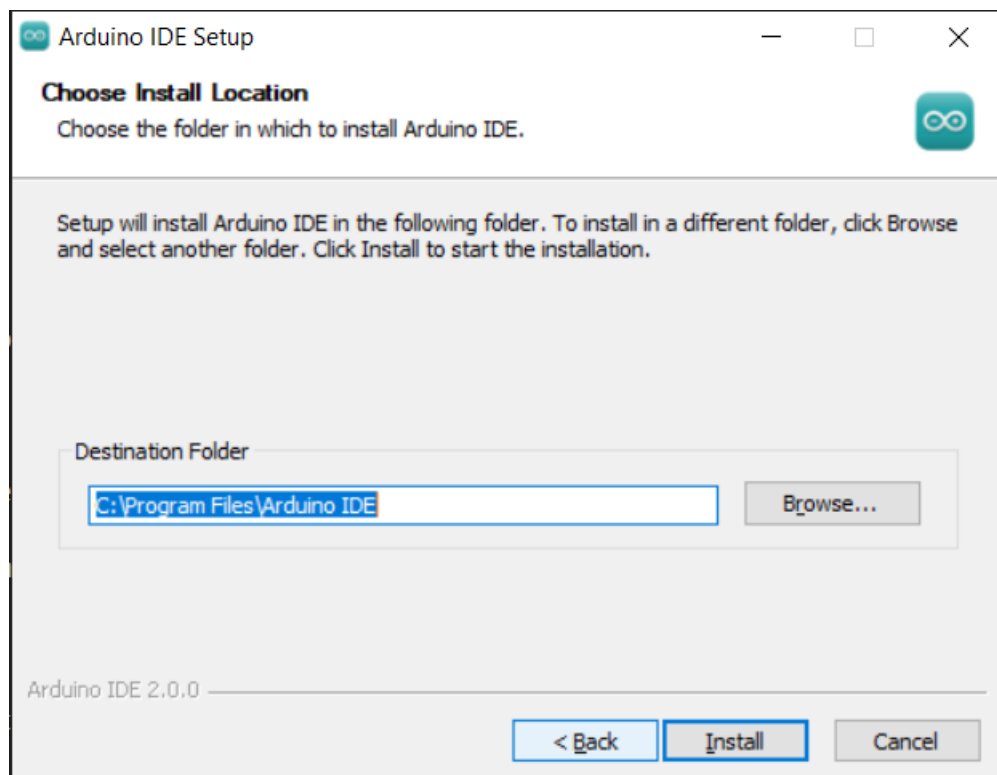 Arduino IDE Setup
Choose Install Location
Choose the folder in which to install Arduino IDE.
Setup will install Arduino IDE in the following folder. To install in a different folder, click Browse
and select another folder. Click Install to start the installation.
Destination Folder
C:\Program Files\Arduino IDE
Browse...
Arduino IDE 2.0.0
< Back
Install
Cancel